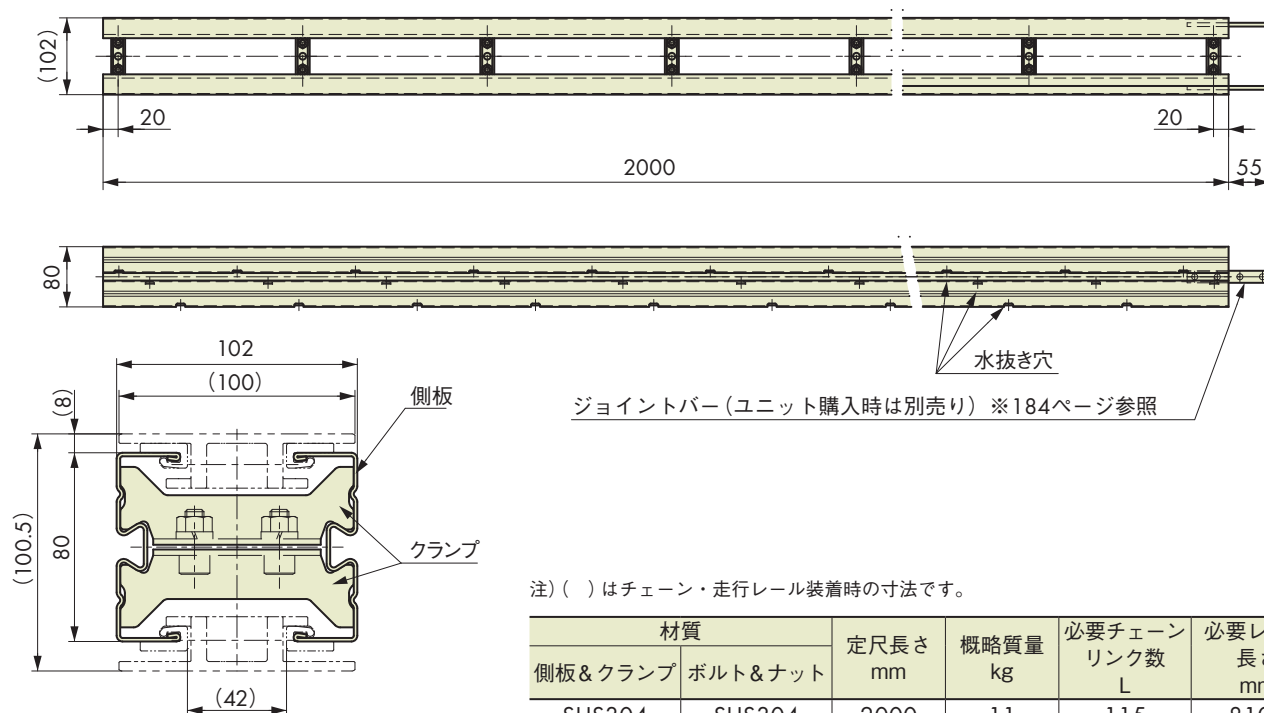 (102)
20
20
2000
55
80
水抜き穴
ジョイントバー（ユニット購入時は別売り）※184ページ参照
102
(100)
(8)
側板
(100.5)
80
クランプ
(42)
注)(　)はチェーン・走行レール装着時の寸法です。
材質
定尺長さ
mm
概略質量
kg
必要チェーン
リンク数
L
側板&クランプ
ボルト&ナット
SUS304 SUS304 2000 11 115